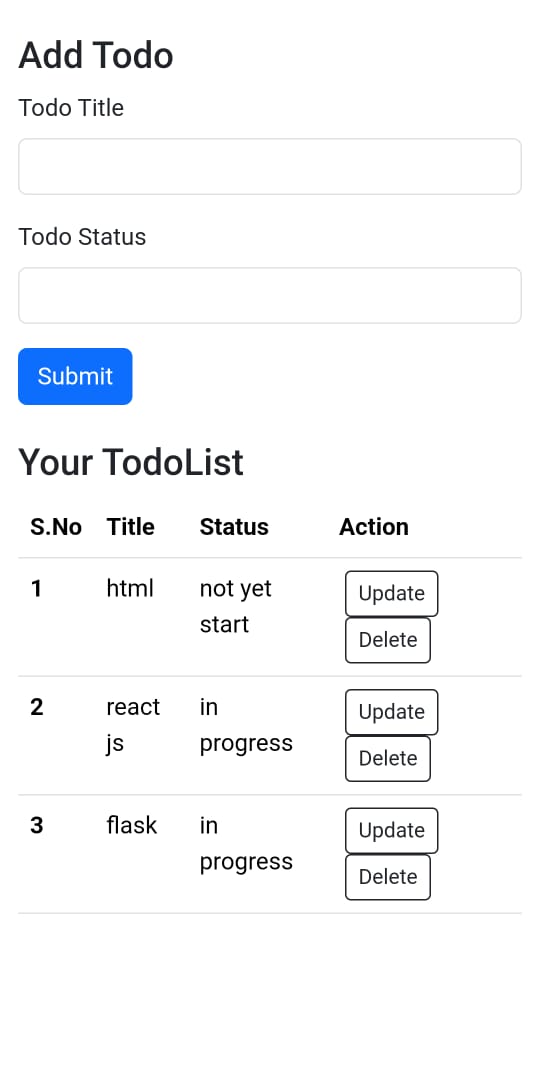 Add Todo
Todo Title
Todo Status
Submit
Your TodoList
S.No Title Status Action
1 html not yet start Update
Delete
2 react js in progress Update
Delete
3 flask in progress Update
Delete